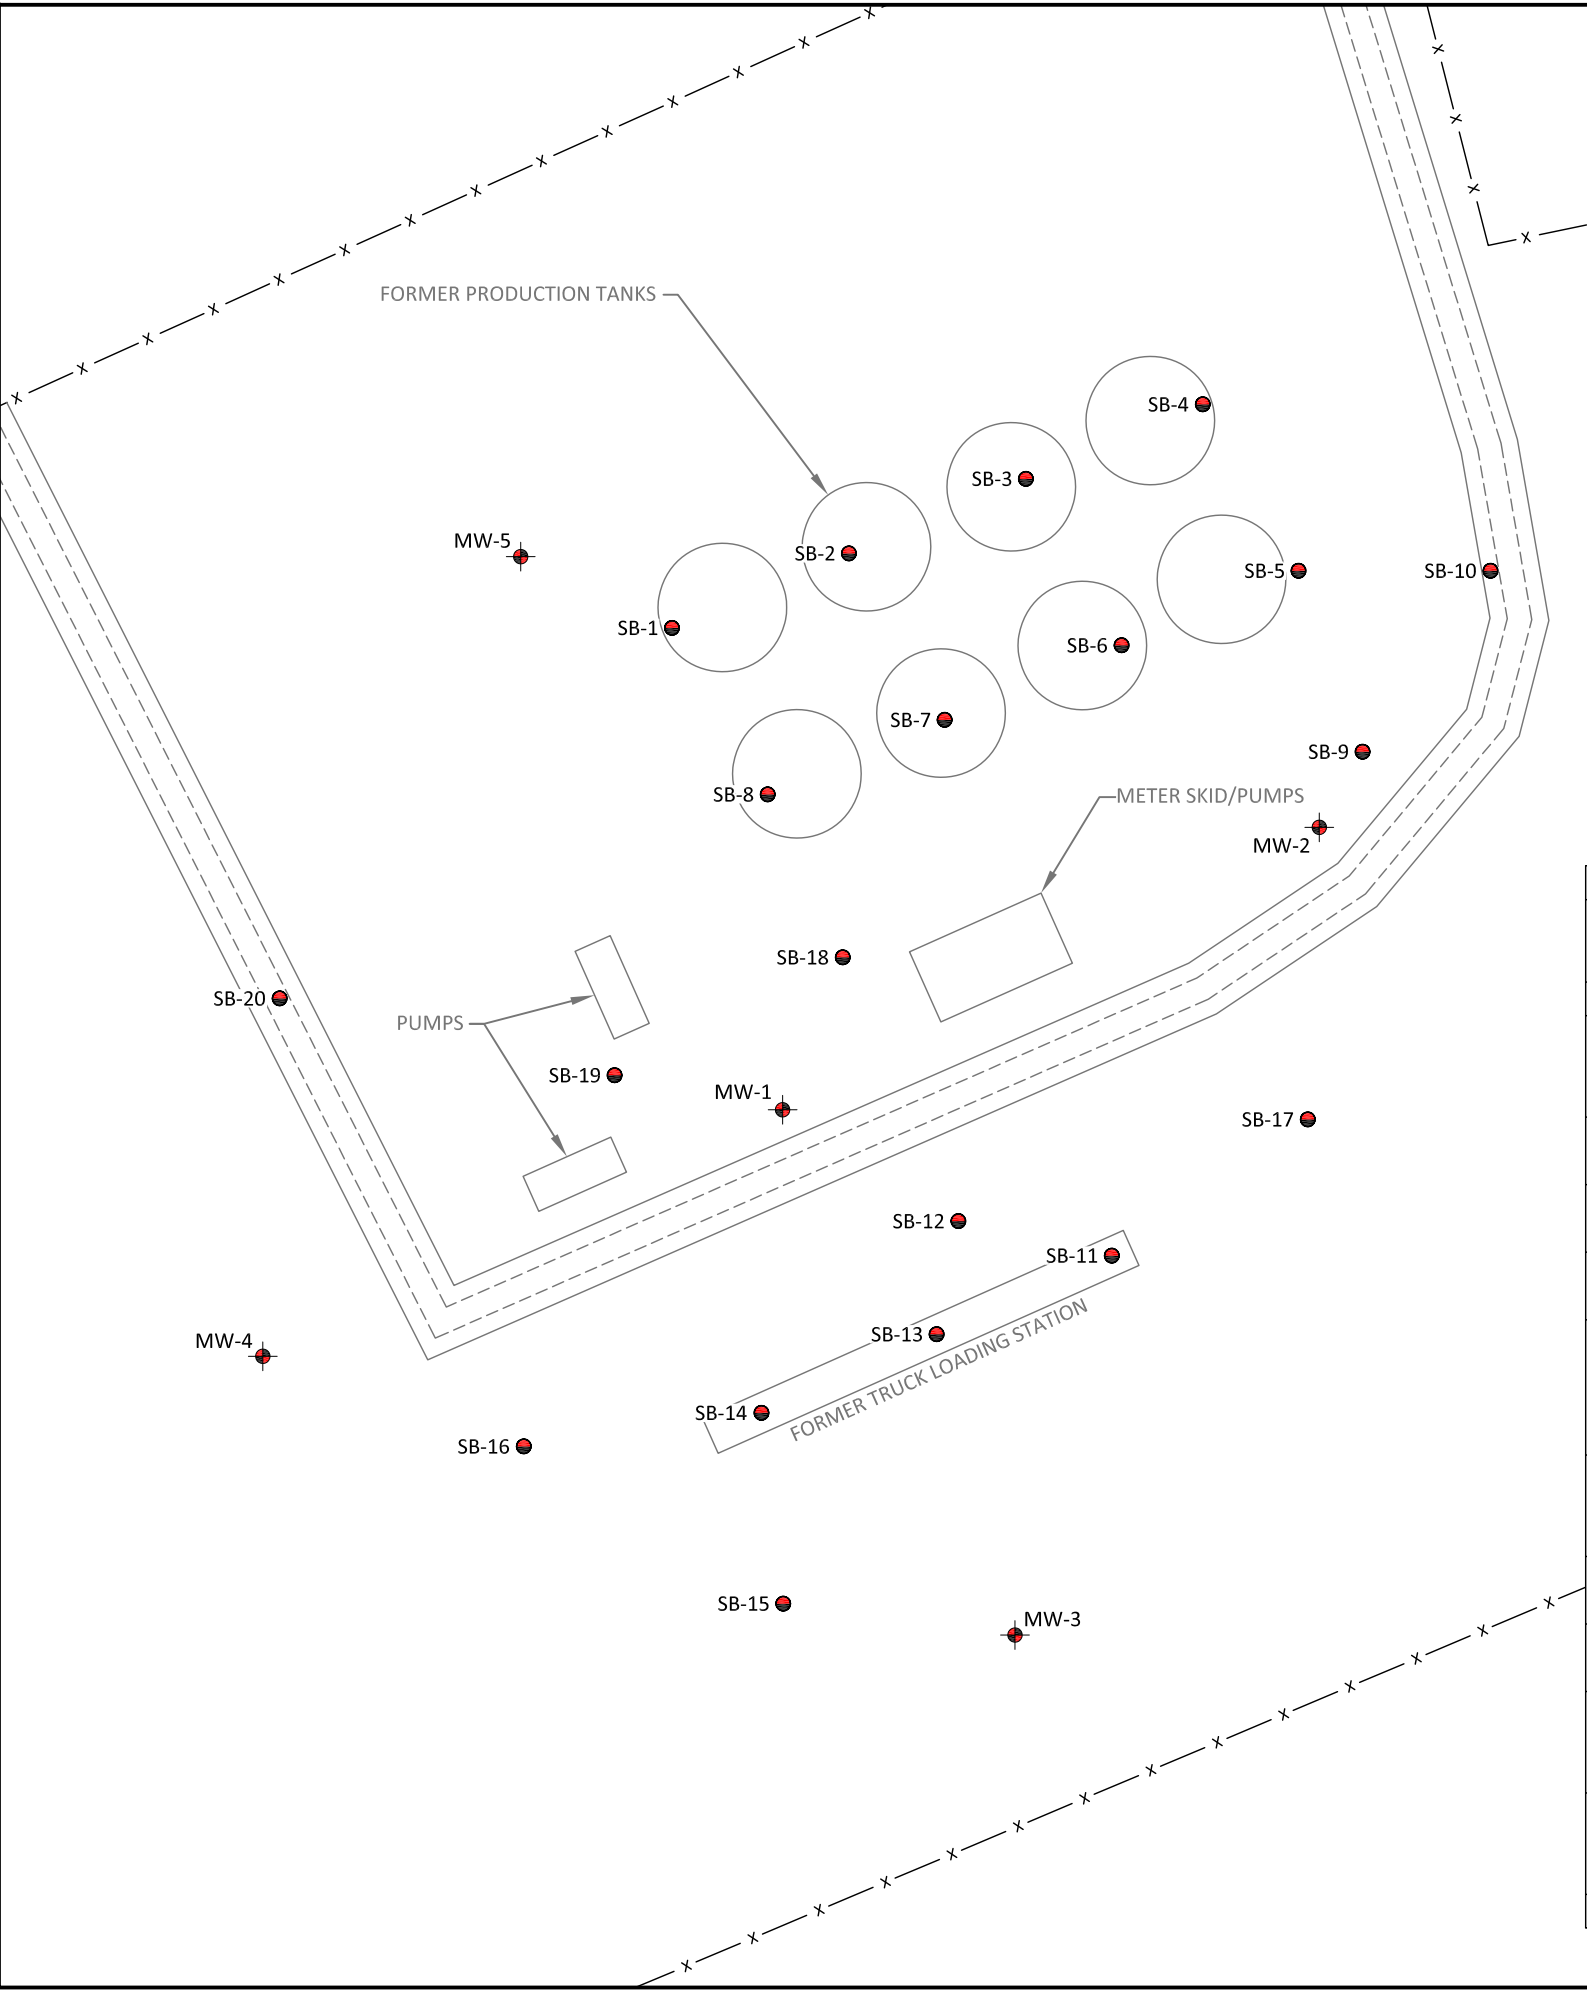 FORMER PRODUCTION TANKS
SB-4
SB-3
MW-5
SB-2
SB-5
SB-10
SB-1
SB-6
SB-7
SB-9
SB-8
METER SKID/PUMPS
MW-2
SB-18
SB-20
PUMPS
SB-19
MW-1
SB-17
SB-12
SB-11
SB-13
MW-4
FORMER TRUCK LOADING STATION
SB-14
SB-16
SB-15
MW-3